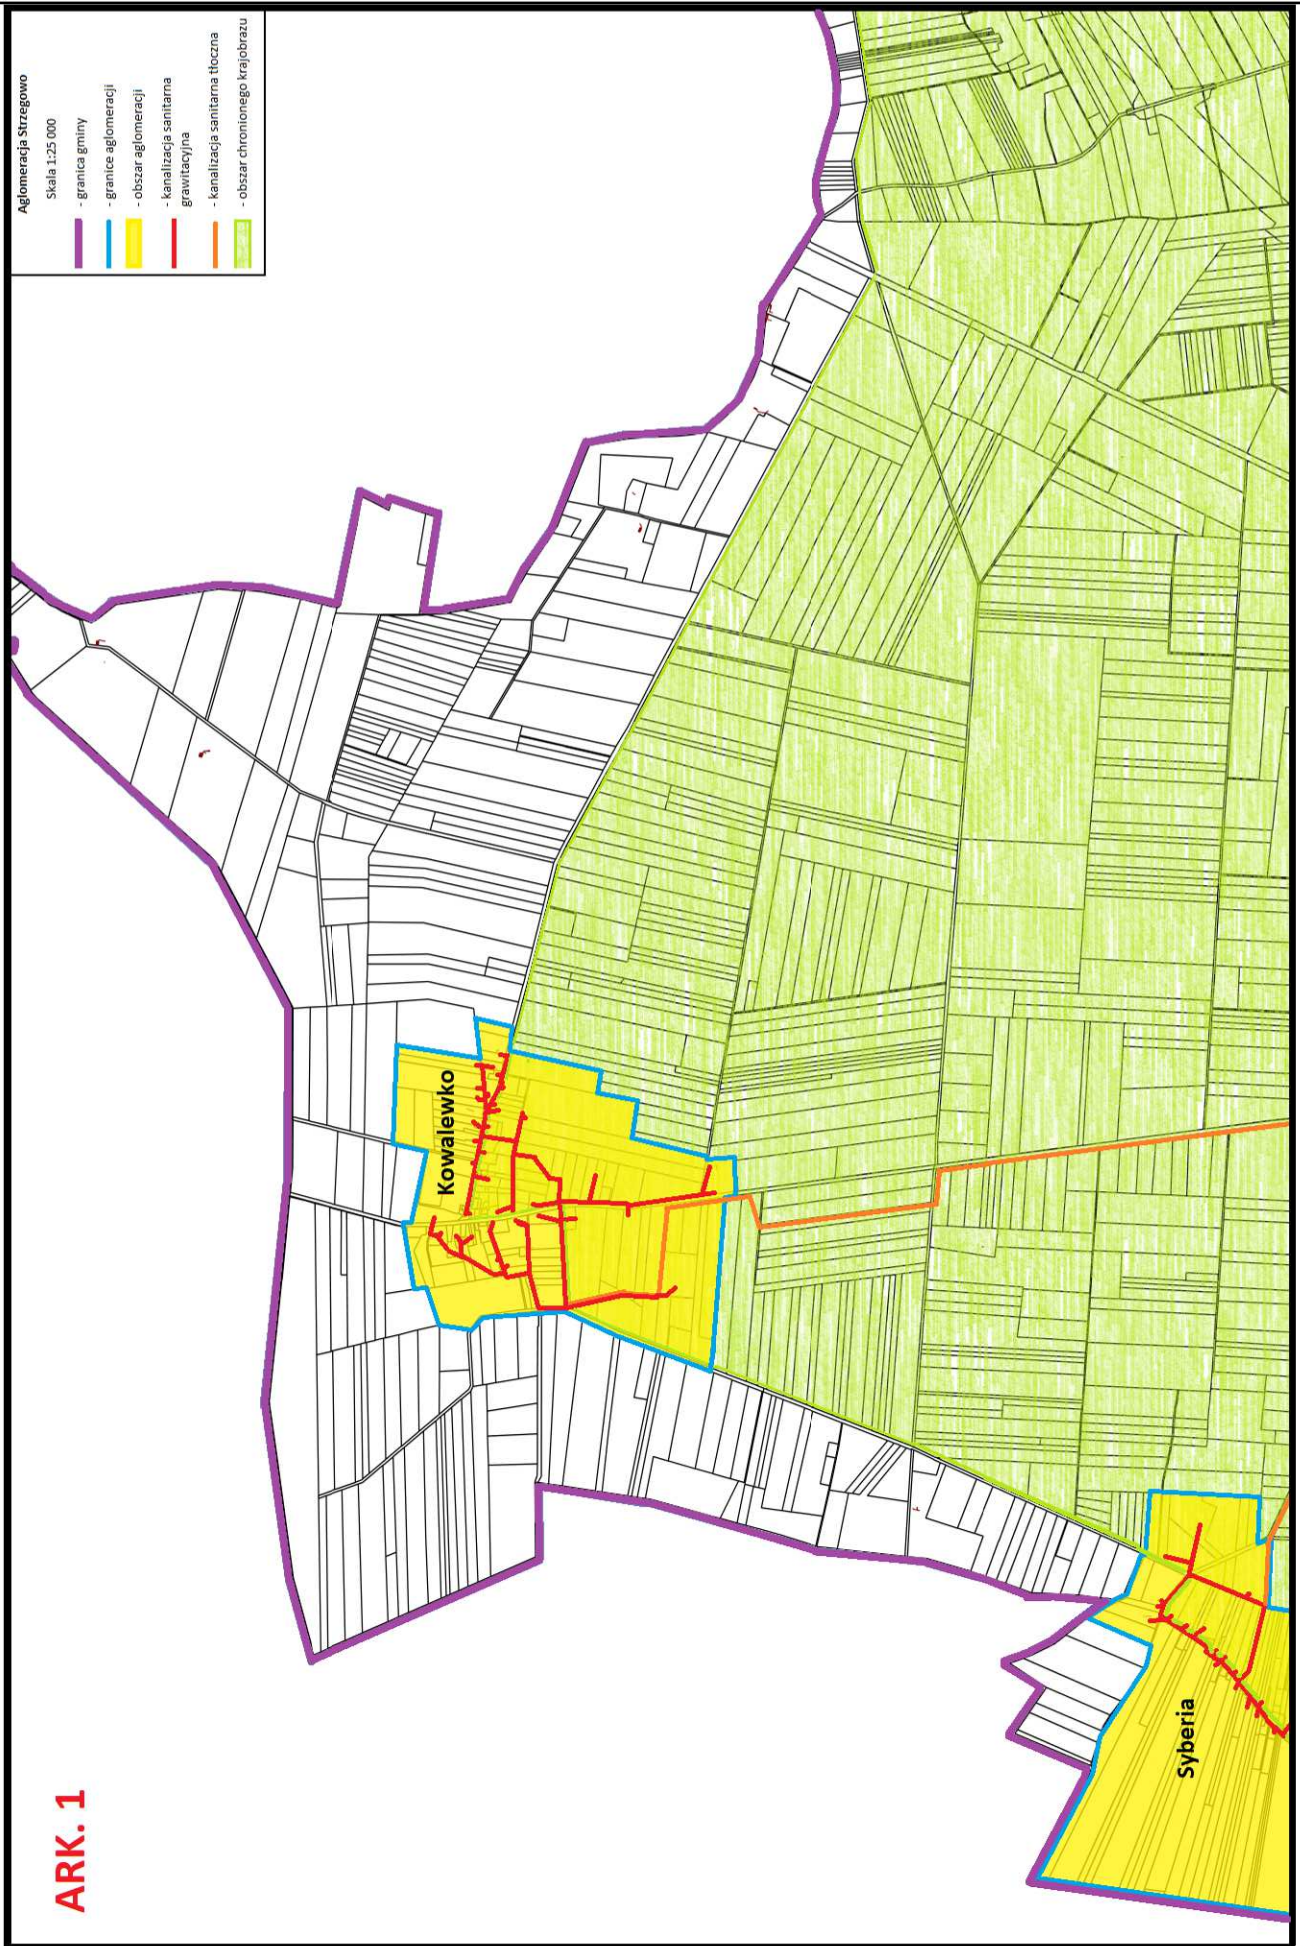 ARK. 1
Aglomeracja Strzegowo
Skala 1:25 000
- granica gminy
- granice aglomeracji
- obszar aglomeracji
- kanalizacja sanitarna
grawitacyjna
- kanalizacja sanitarna tłoczna
- obszar chronionego krajobrazu
Kowalewko
Syberia